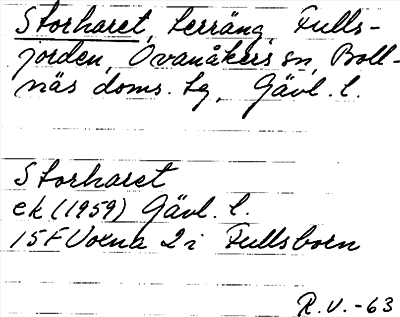 Storharet, terräng, Fulls-
jorden, Ovanåkers sn, Boll-
näs doms. tg, Gävl. l.
Storharet
ek (1959) Gävl. l.
15F Voxna 2 i Fullsboen
R.V. -63